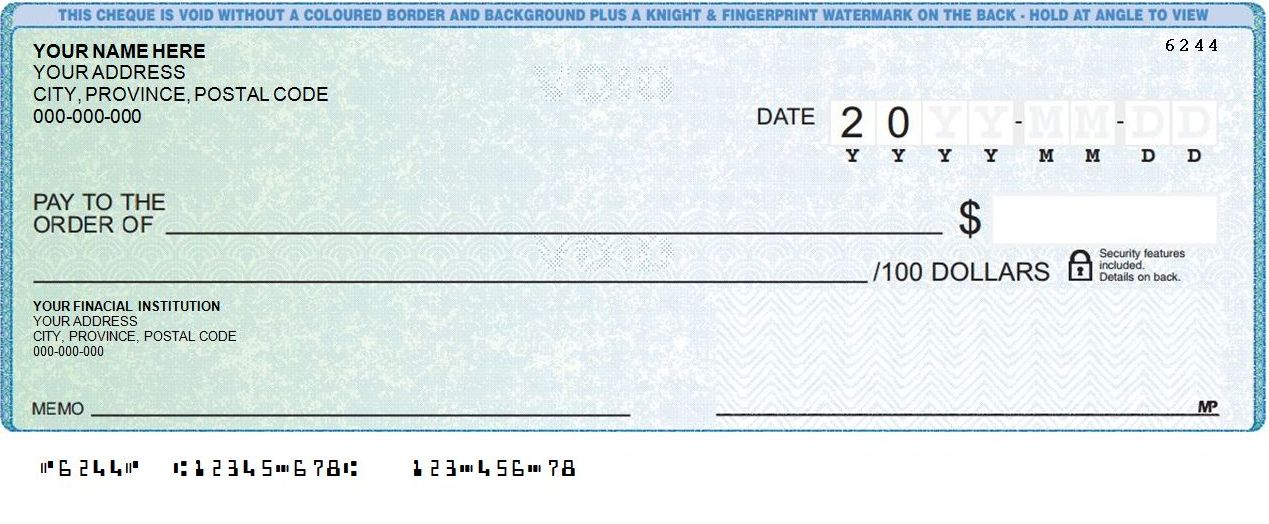 THIS CHEQUE IS VOID WITHOUT A COLOURED BORDER AND BACKGROUND PLUS A KNIGHT & FINGERPRINT WATERMARK ON THE BACK - HOLD AT ANGLE TO VIEW
YOUR NAME HERE
6244
YOUR ADDRESS
CITY, PROVINCE, POSTAL CODE
000-000-000
VOID
DATE 20YY-MM-DD
Y Y Y Y M M D D
PAY TO THE
ORDER OF $
VOID
/100 DOLLARS
Security features
included.
Details on back.
YOUR FINACIAL INSTITUTION
YOUR ADDRESS
CITY, PROVINCE, POSTAL CODE
000-000-000
MEMO
MP
⑈6244⑈ ⑆12345⑉678⑆ 123⑉456⑉78